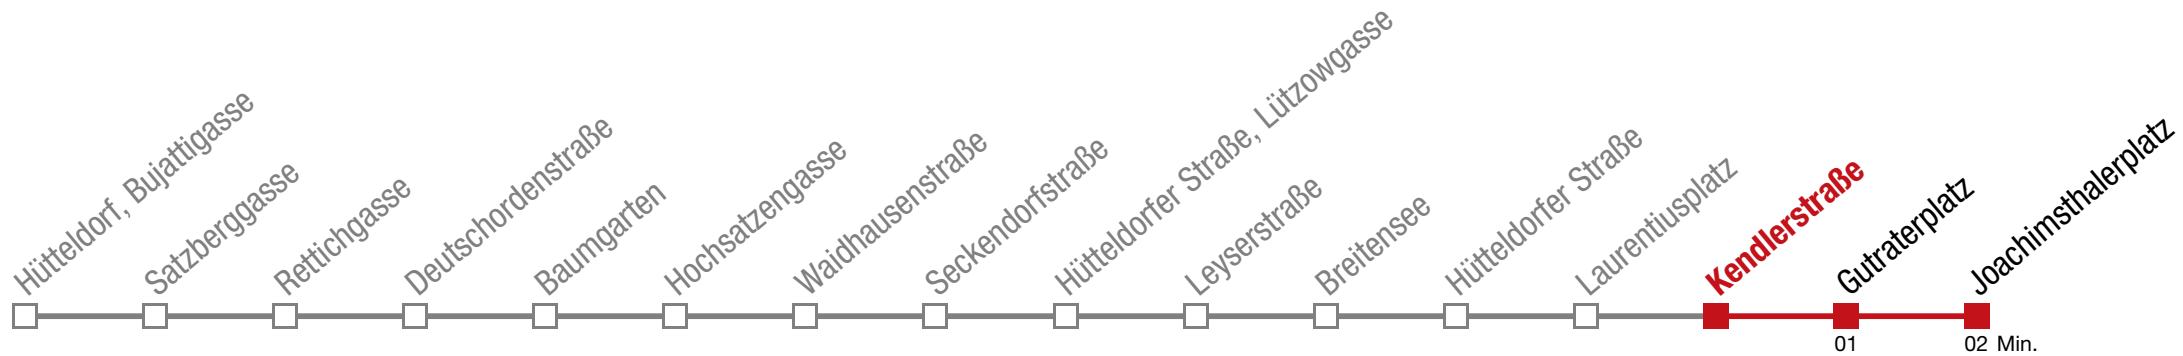 Hütteldorf, Bujattigasse
Satzberggasse
Rettichgasse
Deutschordenstraße
Baumgarten
Hochsatzengasse
Waidhausenstraße
Seckendorfstraße
Hütteldorfer Straße, Lützowgasse
Leyserstraße
Breitensee
Hütteldorfer Straße
Laurentiusplatz
Kendlerstraße
Gutraterplatz
Joachimsthalerplatz
01
02 Min.